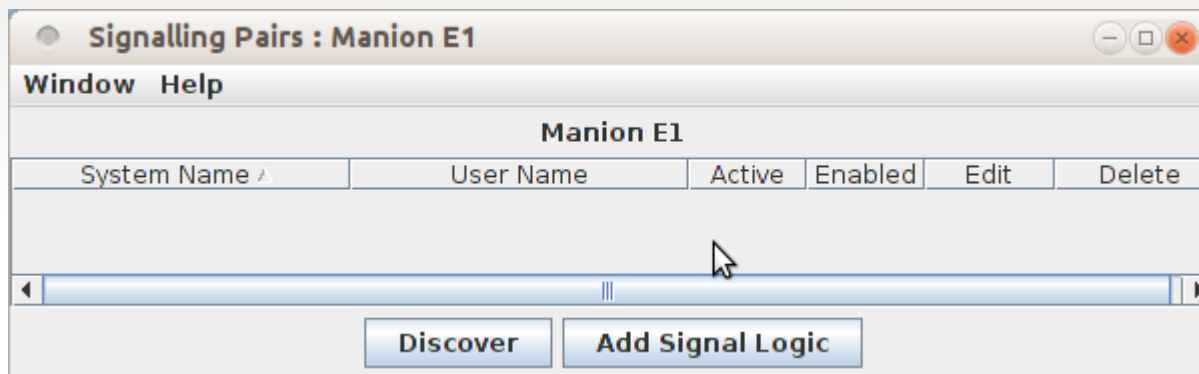 Signalling Pairs : Manion E1
Window Help
Manion E1
System Name User Name Active Enabled Edit Delete
Discover Add Signal Logic